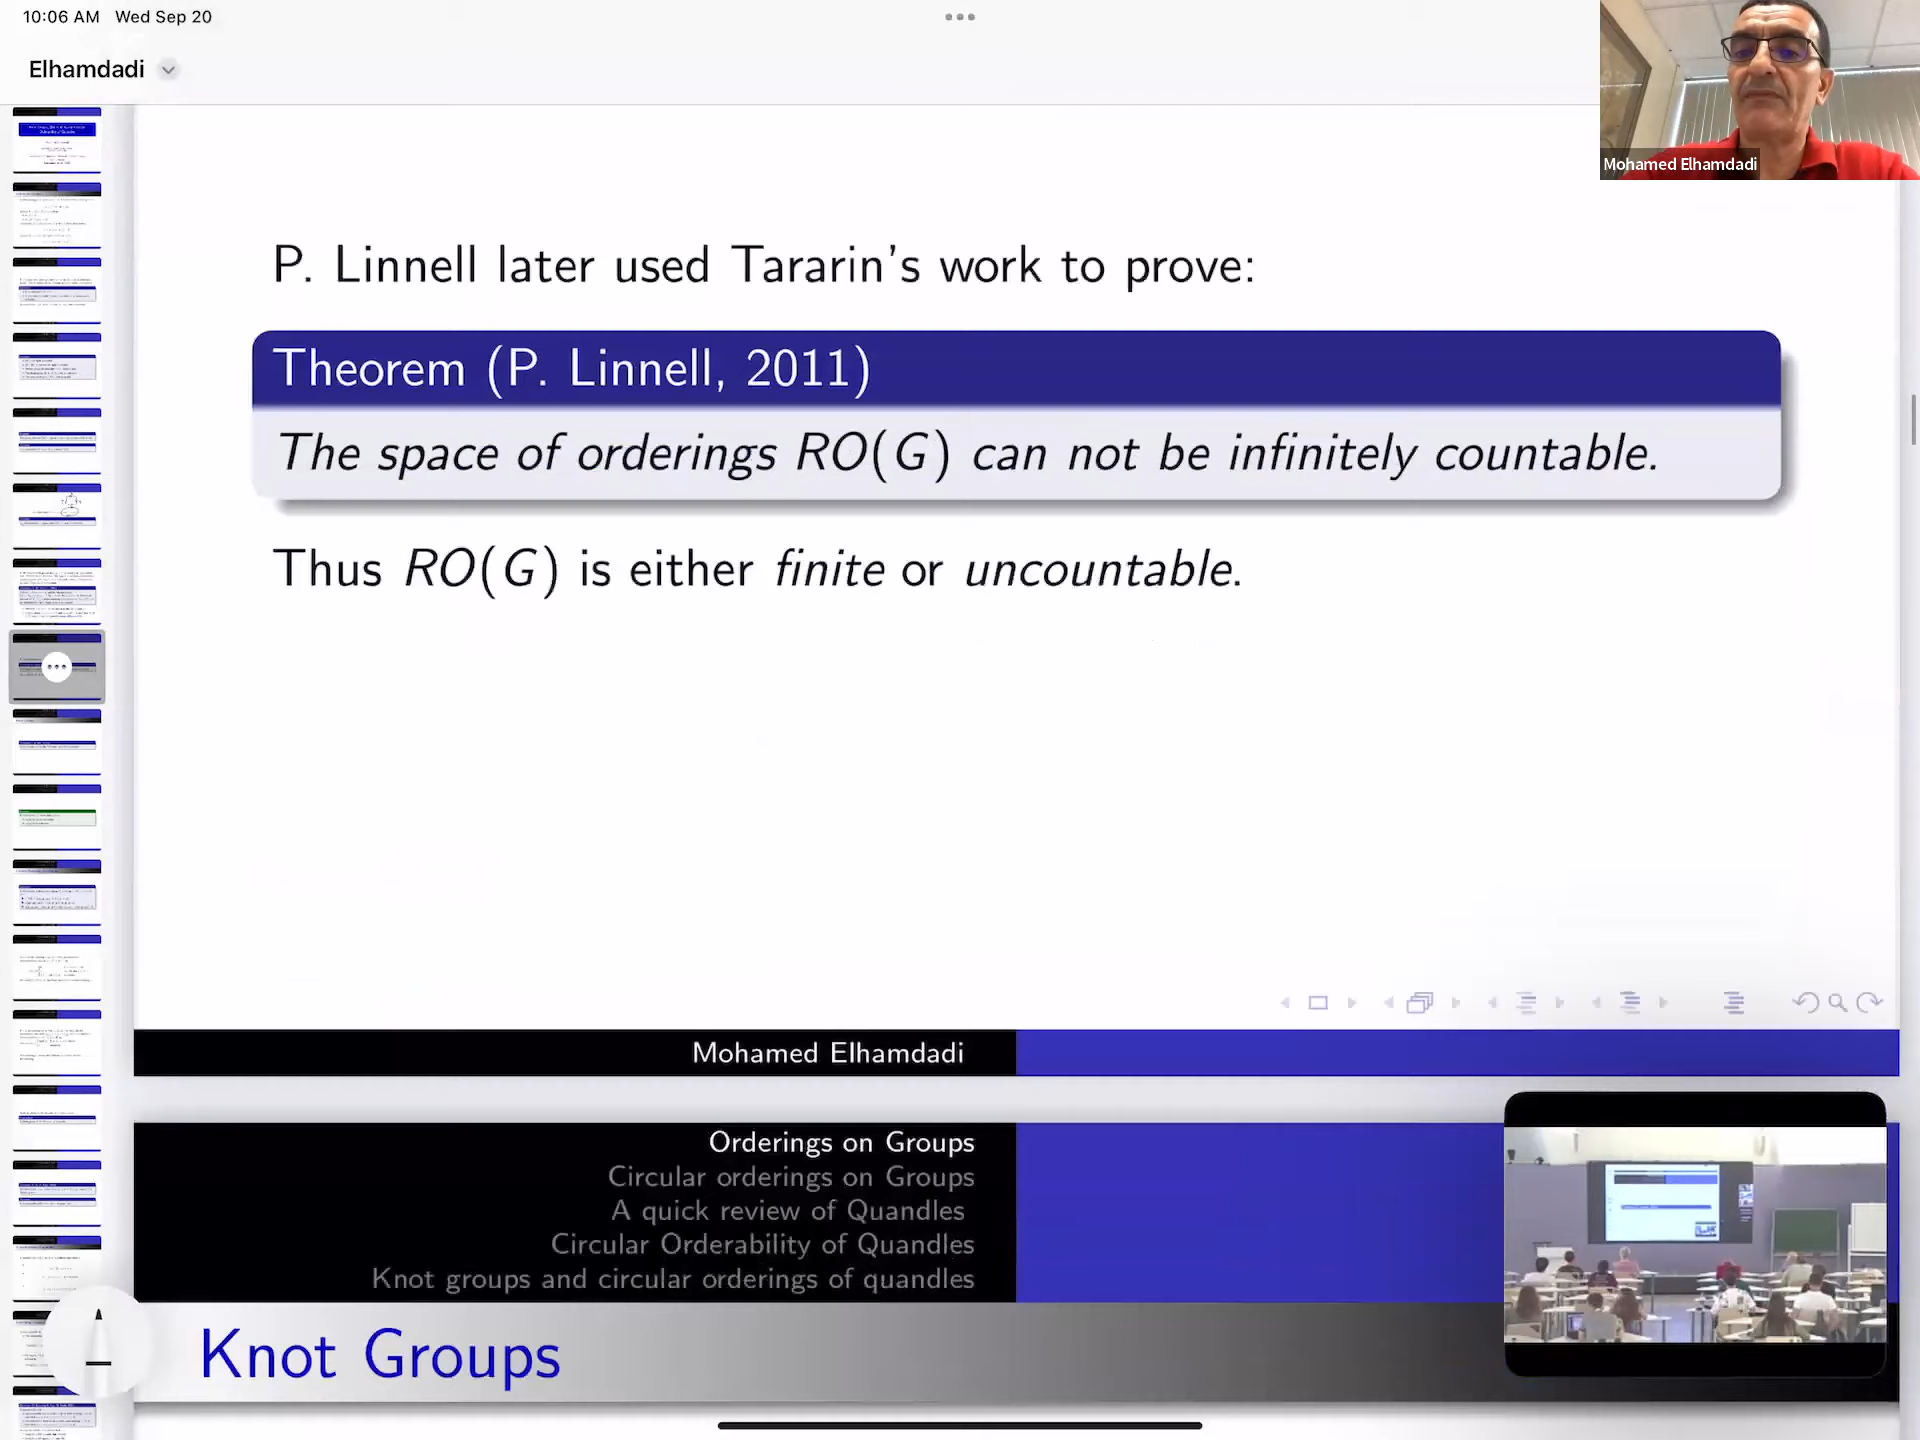 10:06 AM Wed Sep 20
Elhamdadi
Mohamed Elhamdadi
P. Linnell later used Tararin's work to prove:
Theorem (P. Linnell, 2011)
The space of orderings RO(G) can not be infinitely countable.
Thus RO(G) is either finite or uncountable.
Mohamed Elhamdadi
Orderings on Groups
Circular orderings on Groups
A quick review of Quandles
Circular Orderability of Quandles
Knot groups and circular orderings of quandles
Knot Groups